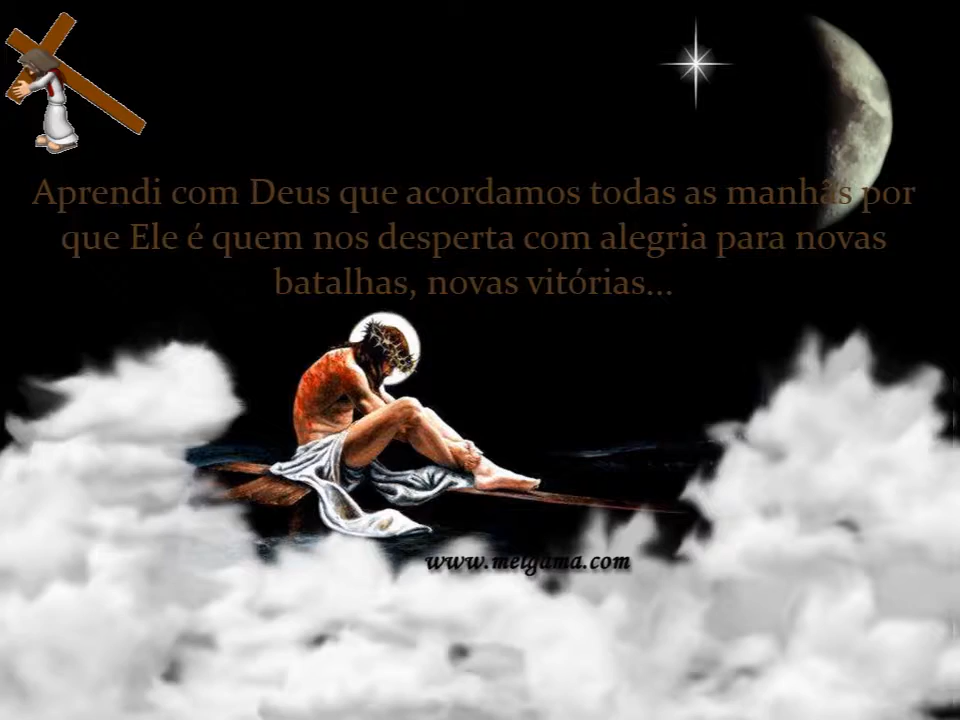 Aprendi com Deus que acordamos todas as manhãs por
que Ele é quem nos desperta com alegria para novas
batalhas, novas vitórias...
www.meigama.com